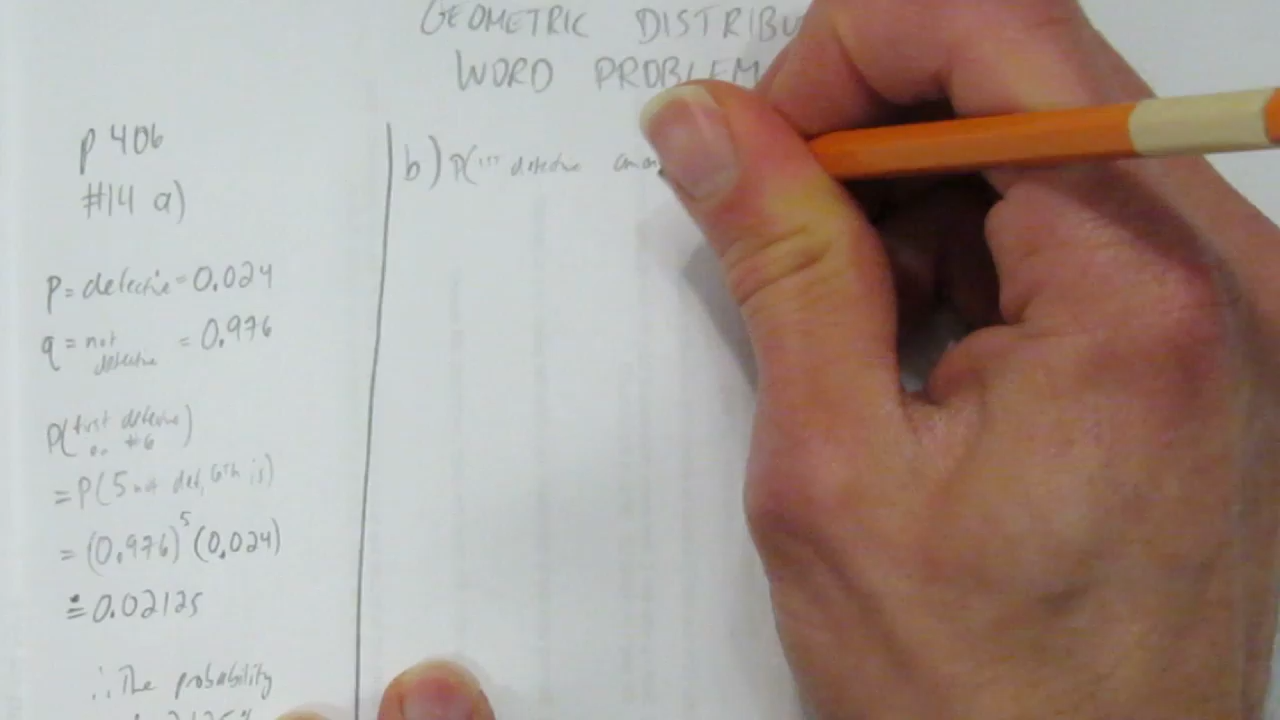 GEOMETRIC DISTRIBU
WORD PROBLEM
p 406
#14 a)
p = defective = 0.024
q = not defective = 0.976
P(first defective on #6)
= P(5 not def, 6th is)
= (0.976)^5 (0.024)
≐ 0.02125
∴ The probability
b) P(1st defective among